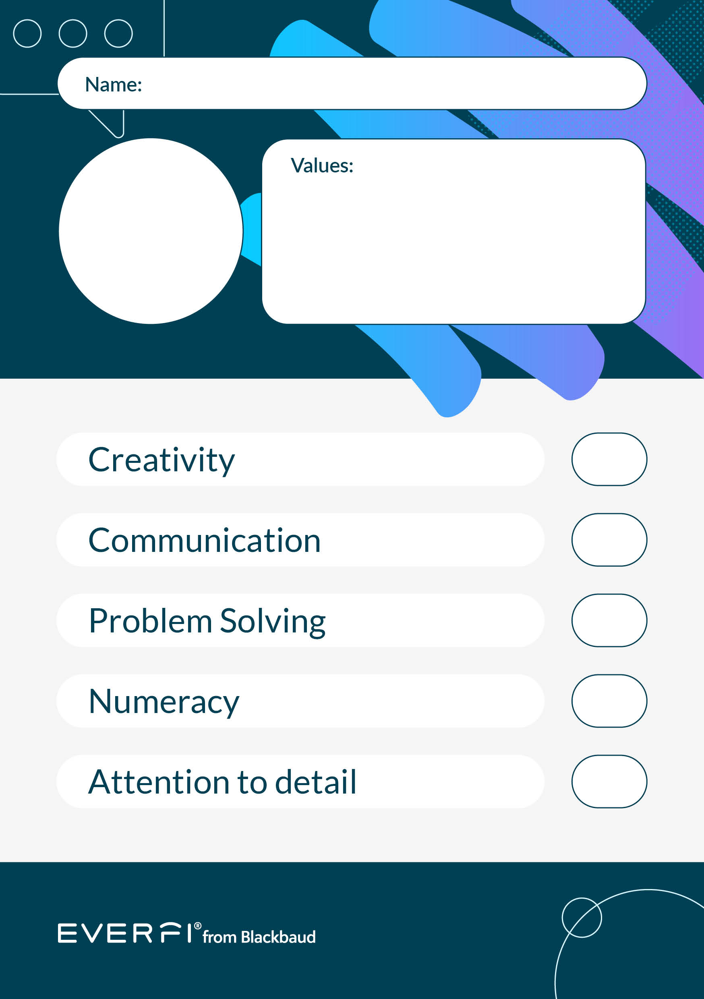 Name:
Values:
Creativity
Communication
Problem Solving
Numeracy
Attention to detail
EVERFI® from Blackbaud